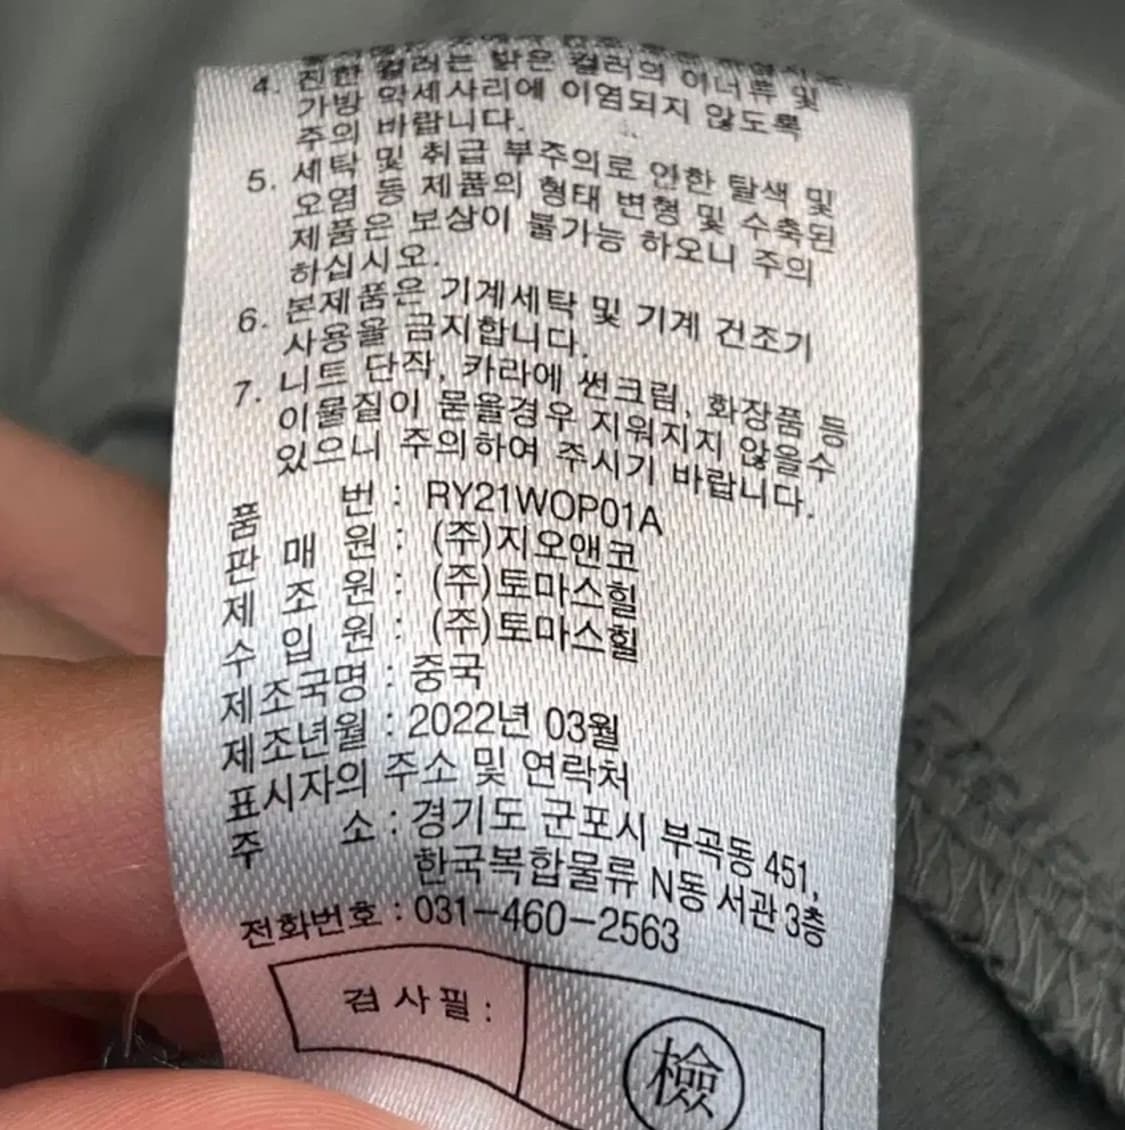 4. 진한 컬러는 밝은 컬러의 이너류 및
가방 악세사리에 이염되지 않도록
주의 바랍니다.
5. 세탁 및 취급 부주의로 인한 탈색 및
오염 등 제품의 형태 변형 및 수축된
제품은 보상이 불가능 하오니 주의
하십시오.
6. 본제품은 기계세탁 및 기계 건조기
사용을 금지합니다.
7. 니트 단작, 카라에 썬크림, 화장품 등
이물질이 묻을경우 지워지지 않을수
있으니 주의하여 주시기 바랍니다.
품 번 : RY21WOP01A
판 매 원 : (주)지오앤코
제 조 원 : (주)토마스힐
수 입 원 : (주)토마스힐
제조국명 : 중국
제조년월 : 2022년 03월
표시자의 주소 및 연락처
주 소 : 경기도 군포시 부곡동 451,
한국복합물류 N동 서관 3층
전화번호 : 031-460-2563
검 사 필 :
檢